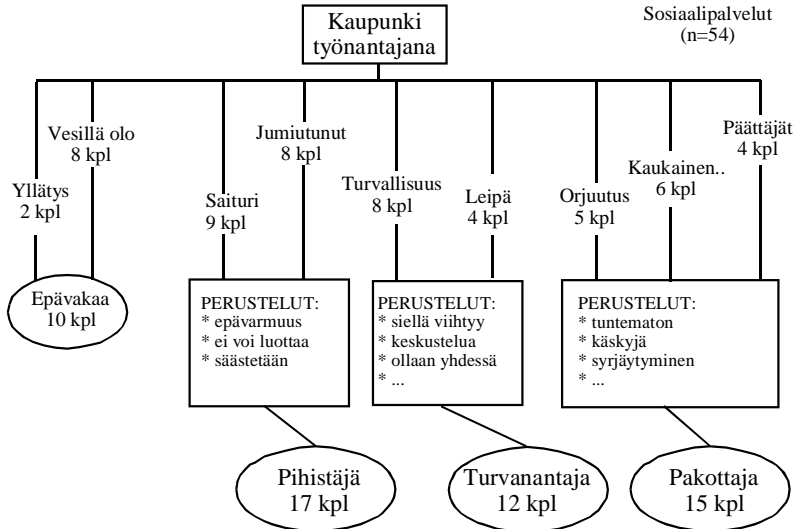 Kaupunki
työnantajana
Sosiaalipalvelut
(n=54)
Yllätys
2 kpl
Vesillä olo
8 kpl
Saituri
9 kpl
Jumiutunut
8 kpl
Turvallisuus
8 kpl
Leipä
4 kpl
Orjuutus
5 kpl
Kaukainen..
6 kpl
Päättäjät
4 kpl
Epävakaa
10 kpl
PERUSTELUT:
* epävarmuus
* ei voi luottaa
* säästetään
PERUSTELUT:
* siellä viihtyy
* keskustelua
* ollaan yhdessä
* ...
PERUSTELUT:
* tuntematon
* käskyjä
* syrjäytyminen
* ...
Pihistäjä
17 kpl
Turvanantaja
12 kpl
Pakottaja
15 kpl